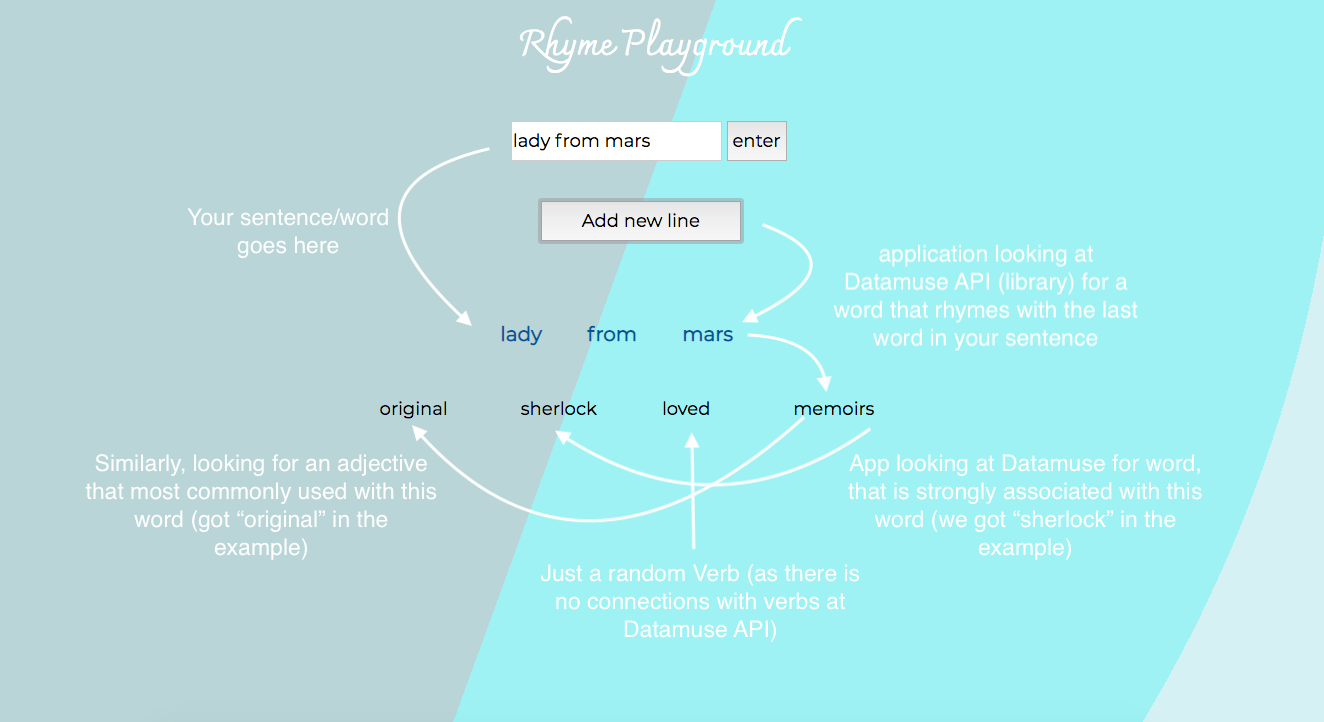 Rhyme Playground
lady from mars
enter
Add new line
Your sentence/word
goes here
application looking at
Datamuse API (library) for a
word that rhymes with the last
word in your sentence
lady from mars
original sherlock loved memoirs
Similarly, looking for an adjective
that most commonly used with this
word (got “original” in the
example)
App looking at Datamuse for word,
that is strongly associated with this
word (we got “sherlock” in the
example)
Just a random Verb (as there is
no connections with verbs at
Datamuse API)